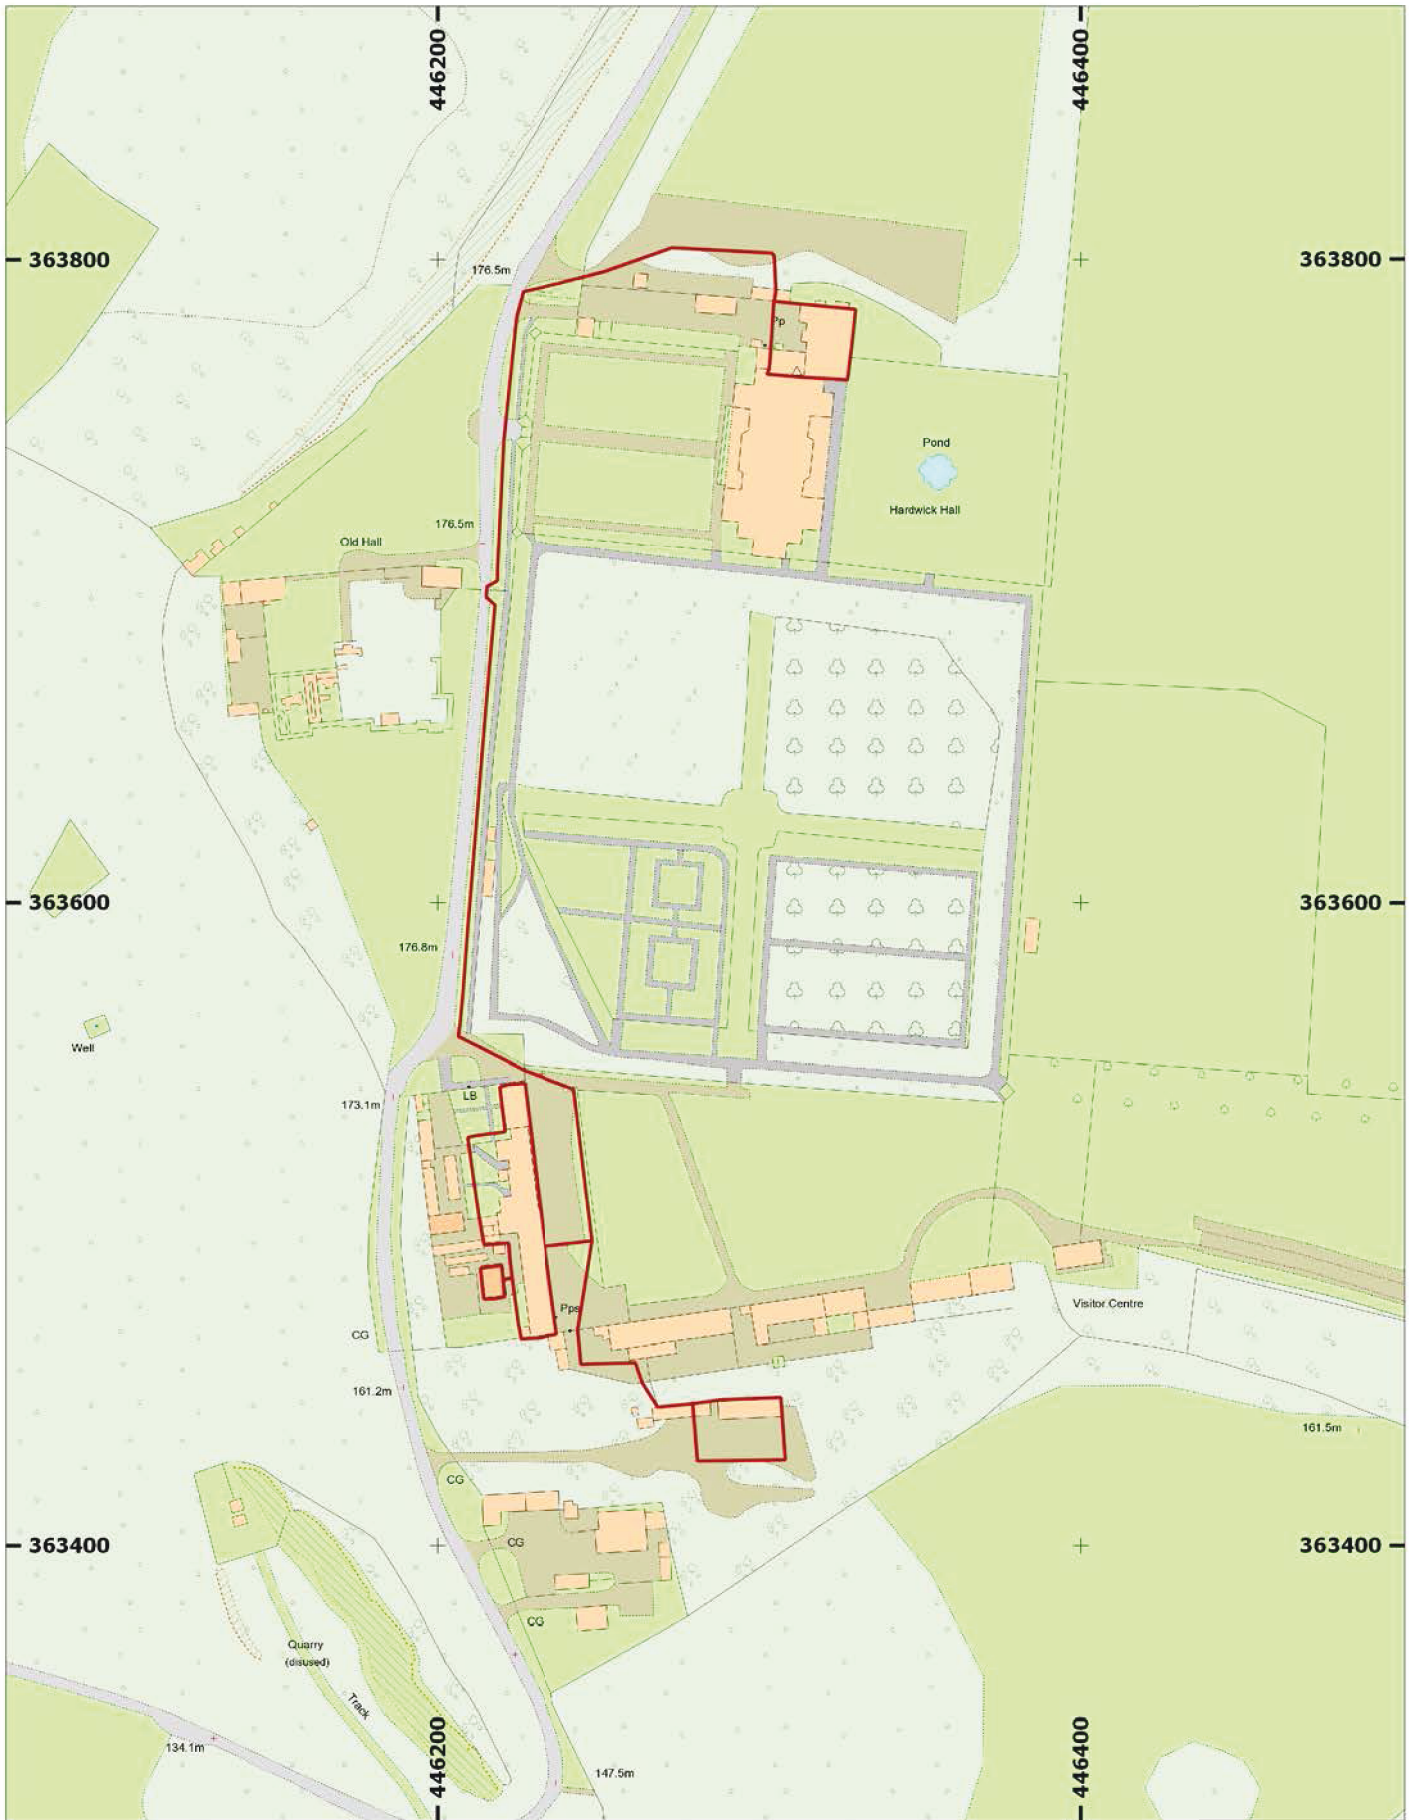 446200
446400
363800
363800
176.5m
Pp
Pond
Hardwick Hall
176.5m
Old Hall
363600
363600
176.8m
Well
173.1m
LB
Pps
Visitor Centre
CG
161.2m
161.5m
CG
363400
363400
CG
CG
Quarry
(disused)
Track
134.1m
147.5m
446200
446400